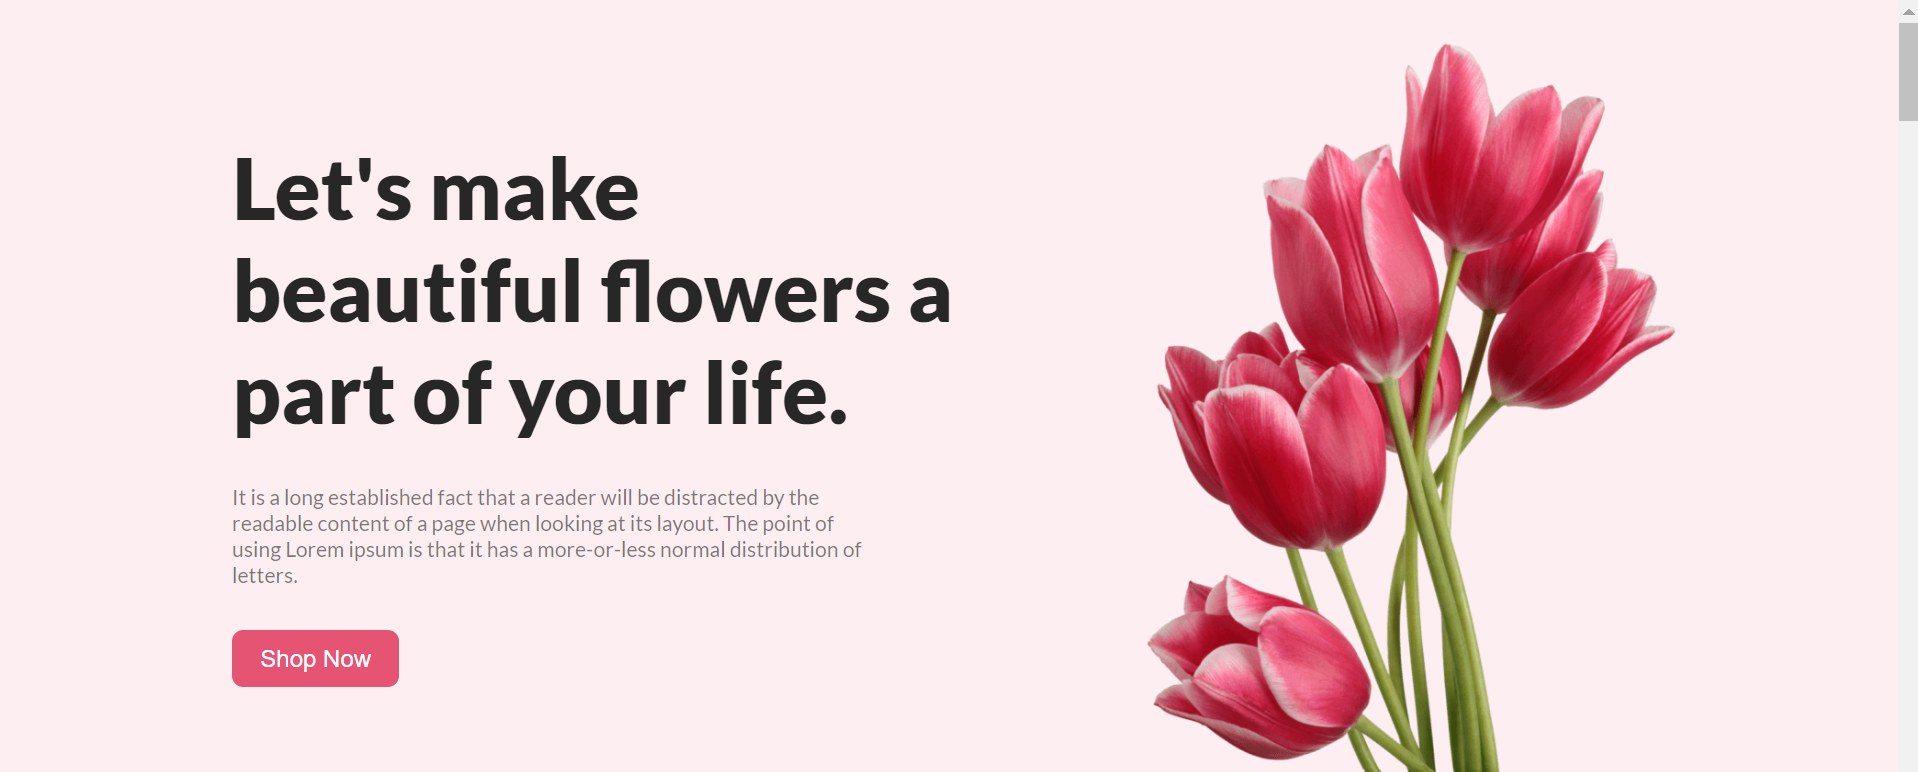 Let's make
beautiful flowers a
part of your life.
It is a long established fact that a reader will be distracted by the
readable content of a page when looking at its layout. The point of
using Lorem ipsum is that it has a more-or-less normal distribution of
letters.
Shop Now